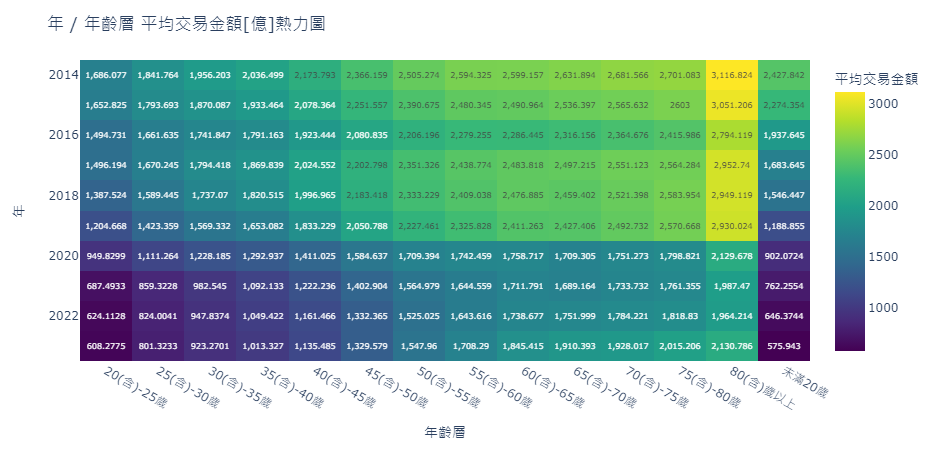 年 / 年齡層 平均交易金額[億]熱力圖
平均交易金額
2014 1,686.077 1,841.764 1,956.203 2,036.499 2,173.793 2,366.159 2,505.274 2,594.325 2,599.157 2,631.894 2,681.566 2,701.083 3,116.824 2,427.842
1,652.825 1,793.693 1,870.087 1,933.464 2,078.364 2,251.557 2,390.675 2,480.345 2,490.964 2,536.397 2,565.632 2603 3,051.206 2,274.354
2016 1,494.731 1,661.635 1,741.847 1,791.163 1,923.444 2,080.835 2,206.196 2,279.255 2,286.445 2,316.156 2,364.676 2,415.986 2,794.119 1,937.645
1,496.194 1,670.245 1,794.418 1,869.839 2,024.552 2,202.798 2,351.326 2,438.774 2,483.818 2,497.215 2,551.123 2,564.284 2,952.74 1,683.645
2018 1,387.524 1,589.445 1,737.07 1,820.515 1,996.965 2,183.418 2,333.229 2,409.038 2,476.885 2,459.402 2,521.398 2,583.954 2,949.119 1,546.447
1,204.668 1,423.359 1,569.332 1,653.082 1,833.229 2,050.788 2,227.461 2,325.828 2,411.263 2,427.406 2,492.732 2,570.668 2,930.024 1,188.855
2020 949.8299 1,111.264 1,228.185 1,292.937 1,411.025 1,584.637 1,709.394 1,742.459 1,758.717 1,709.305 1,751.273 1,798.821 2,129.678 902.0724
687.4933 859.3228 982.545 1,092.133 1,222.236 1,402.904 1,564.979 1,644.559 1,711.791 1,689.164 1,733.732 1,761.355 1,987.47 762.2554
2022 624.1128 824.0041 947.8374 1,049.422 1,161.466 1,332.365 1,525.025 1,643.616 1,738.677 1,751.999 1,784.221 1,818.83 1,964.214 646.3744
608.2775 801.3233 923.2701 1,013.327 1,135.485 1,329.579 1,547.96 1,708.29 1,845.415 1,910.393 1,928.017 2,015.206 2,130.786 575.943
年
20(含)-25歲 25(含)-30歲 30(含)-35歲 35(含)-40歲 40(含)-45歲 45(含)-50歲 50(含)-55歲 55(含)-60歲 60(含)-65歲 65(含)-70歲 70(含)-75歲 75(含)-80歲 80(含)歲以上 未滿20歲
年齡層
3000
2500
2000
1500
1000